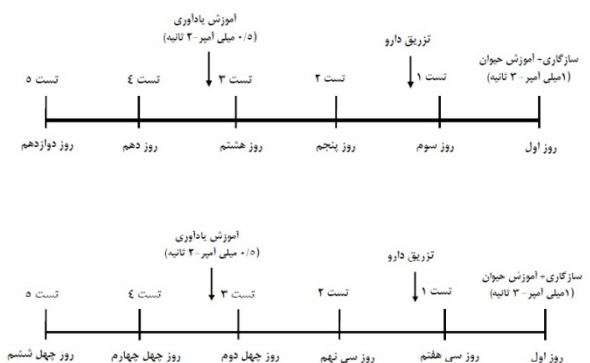 آموزش یادآوری
(۰/۵ میلی آمپر-۲ ثانیه)
تزریق دارو
سازگاری+ آموزش حیوان
(۱میلی آمپر- ۳ ثانیه)
تست ۱
تست ۲
تست ۳
تست ٤
تست ٥
روز اول
روز سوم
روز پنجم
روز هشتم
روز دهم
روز دوازدهم
آموزش یادآوری
(۰/۵ میلی آمپر-۲ ثانیه)
تزریق دارو
سازگاری+ آموزش حیوان
(۱میلی آمپر- ۳ ثانیه)
تست ۱
تست ۲
تست ۳
تست ٤
تست ٥
روز اول
روز سی هفتم
روز سی نهم
روز چهل دوم
روز چهل چهارم
روز چهل ششم